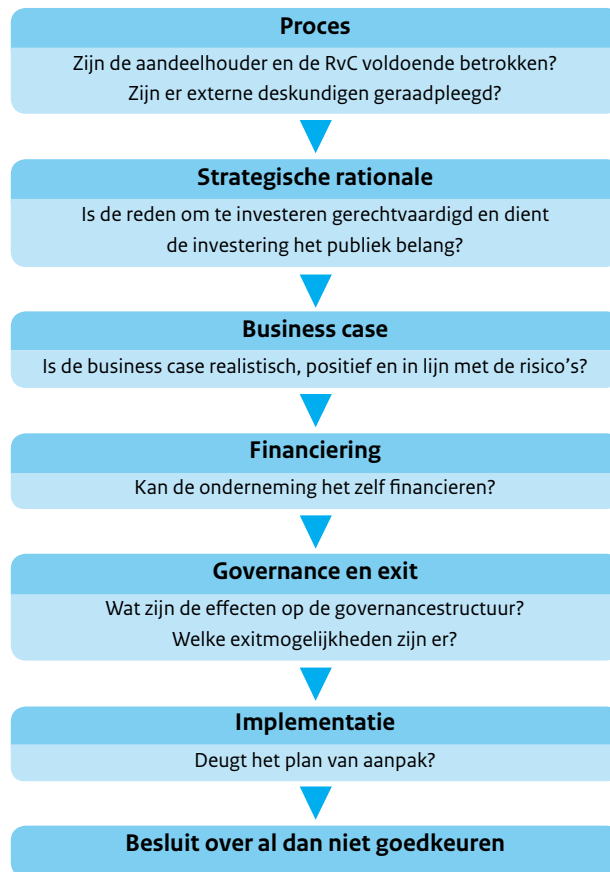 Proces
Zijn de aandeelhouder en de RvC voldoende betrokken?
Zijn er externe deskundigen geraadpleegd?
Strategische rationale
Is de reden om te investeren gerechtvaardigd en dient
de investering het publiek belang?
Business case
Is de business case realistisch, positief en in lijn met de risico's?
Financiering
Kan de onderneming het zelf financieren?
Governance en exit
Wat zijn de effecten op de governancestructuur?
Welke exitmogelijkheden zijn er?
Implementatie
Deugt het plan van aanpak?
Besluit over al dan niet goedkeuren